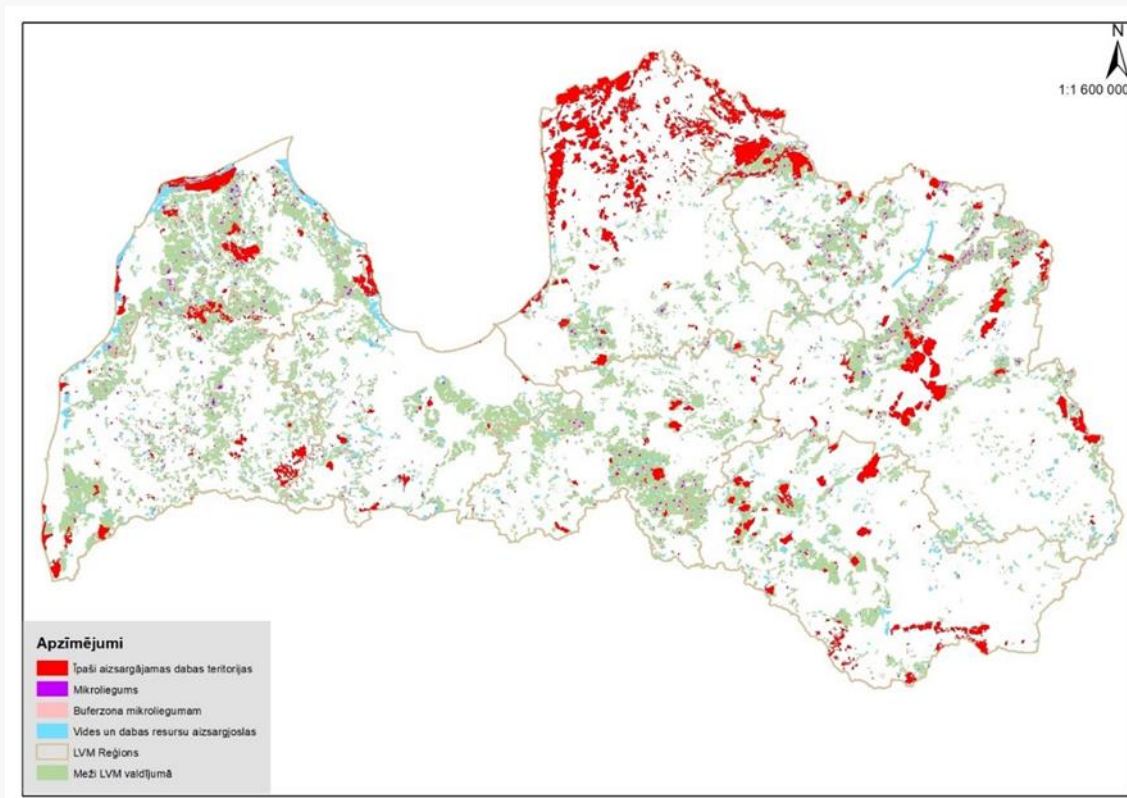 N
1:1 600 000
Apzīmējumi
Īpaši aizsargājamas dabas teritorijas
Mikroliegums
Buferzona mikroliegumam
Vides un dabas resursu aizsargjoslas
LVM Reģions
Meži LVM valdījumā